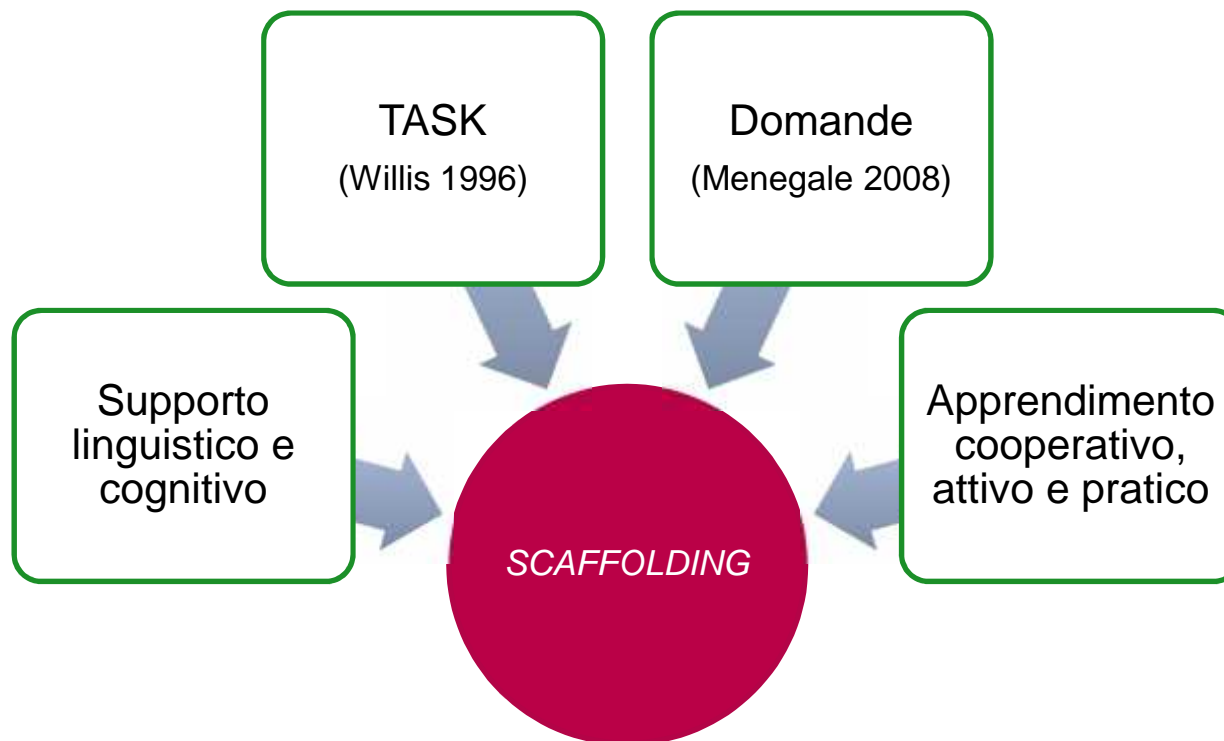 TASK
(Willis 1996)
Domande
(Menegale 2008)
Supporto
linguistico e
cognitivo
Apprendimento
cooperativo,
attivo e pratico
SCAFFOLDING